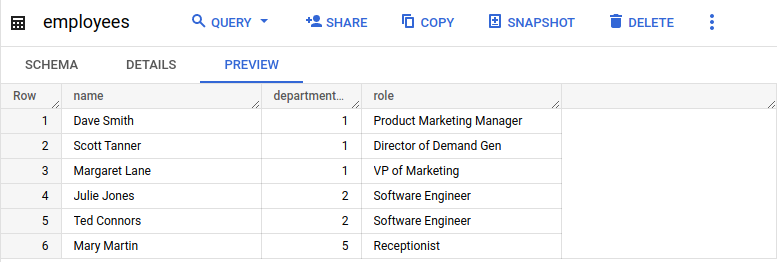 employees QUERY SHARE COPY SNAPSHOT DELETE
SCHEMA DETAILS PREVIEW
Row name department... role
1 Dave Smith 1 Product Marketing Manager
2 Scott Tanner 1 Director of Demand Gen
3 Margaret Lane 1 VP of Marketing
4 Julie Jones 2 Software Engineer
5 Ted Connors 2 Software Engineer
6 Mary Martin 5 Receptionist